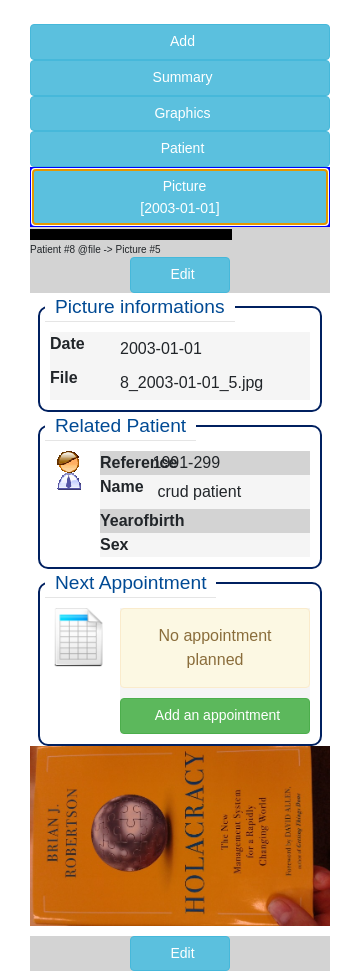 Add
Summary
Graphics
Patient
Picture
[2003-01-01]
Patient #8 @file -> Picture #5
Edit
Picture informations
Date 2003-01-01
File 8_2003-01-01_5.jpg
Related Patient
Reference 1991-299
Name crud patient
Yearofbirth
Sex
Next Appointment
No appointment
planned
Add an appointment
BRIAN J.
ROBERTSON
HOLACRACY
The New
Management System
for a Rapidly
Changing World
Foreword by DAVID ALLEN,
author of Getting Things Done
Edit